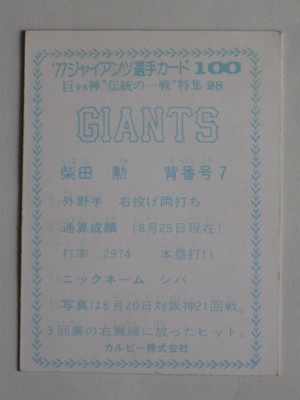 '77ジャイアンツ選手カード 100
巨vs神"伝統の一戦"特集 28
GIANTS
柴田 勲 背番号7
外野手 右投げ両打ち
通算成績 (8月25日現在)
打率 .2974 本塁打11
ニックネーム シバ
写真は8月20日対阪神21回戦。
3回裏の右翼線に放ったヒット。
カルビー株式会社